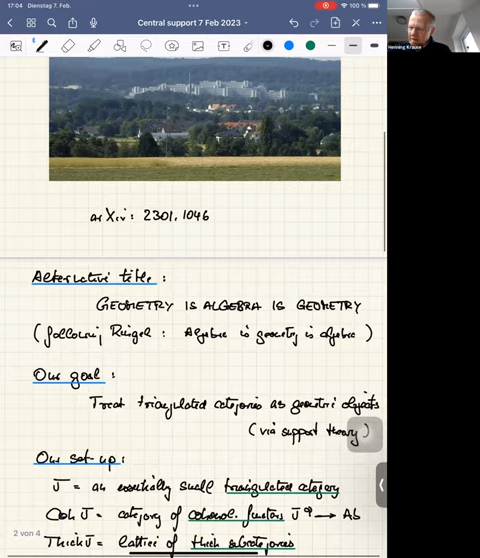 17:04 Dienstag 7. Feb.
100 %
Central support 7 Feb 2023
Henning Krause
arXiv: 2301.1046
Alternative title:
GEOMETRY IS ALGEBRA IS GEOMETRY
(following Ringel: Algebra is geometry is algebra)
Our goal:
Treat triangulated categories as geometric objects
(via support theory)
Our set-up:
T = an essentially small triangulated category
Coh T = category of cohomol. functors T^op → Ab
2 von 4
Thick T = lattice of thick subcategories